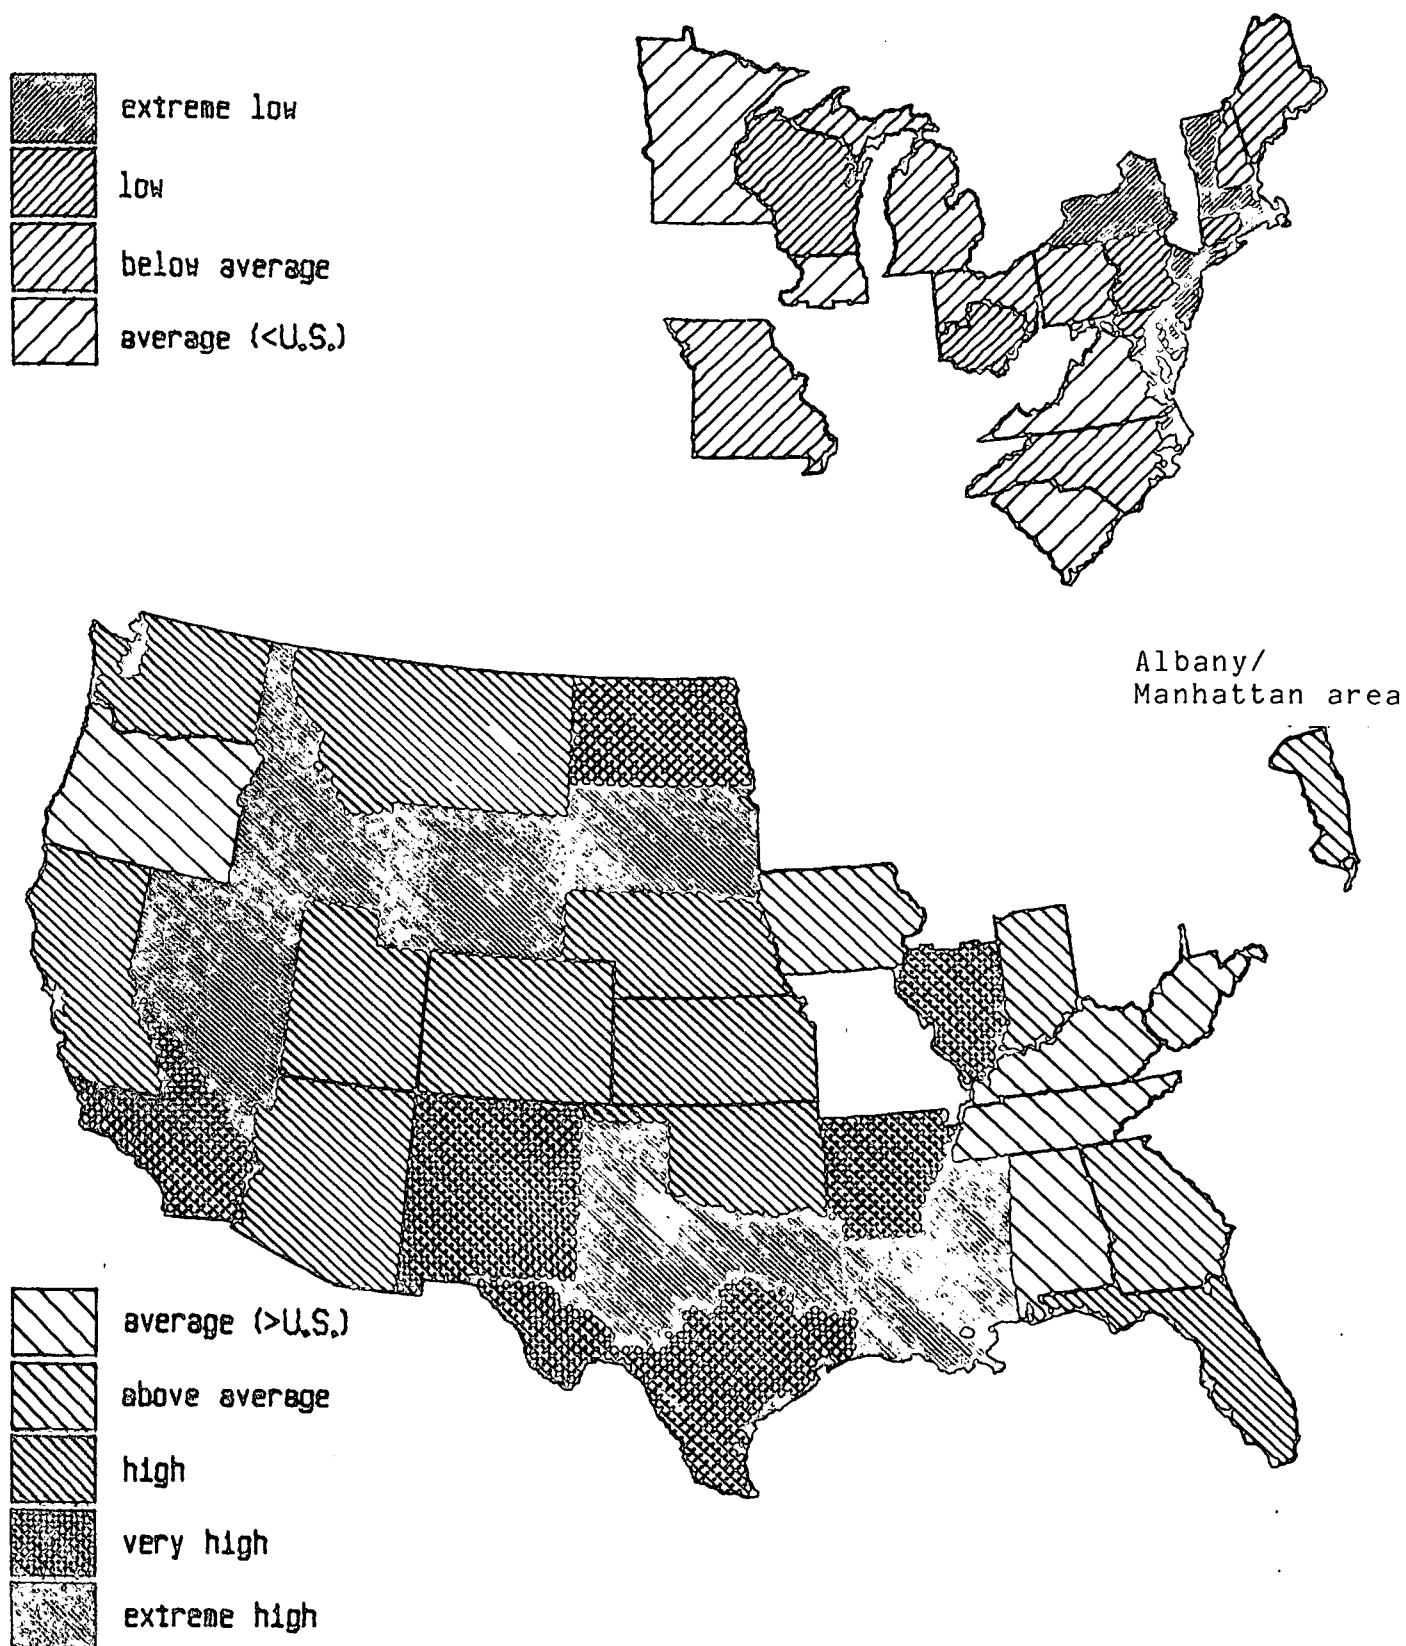 extreme low
low
below average
average (<U.S.)
Albany/
Manhattan area
average (>U.S.)
above average
high
very high
extreme high